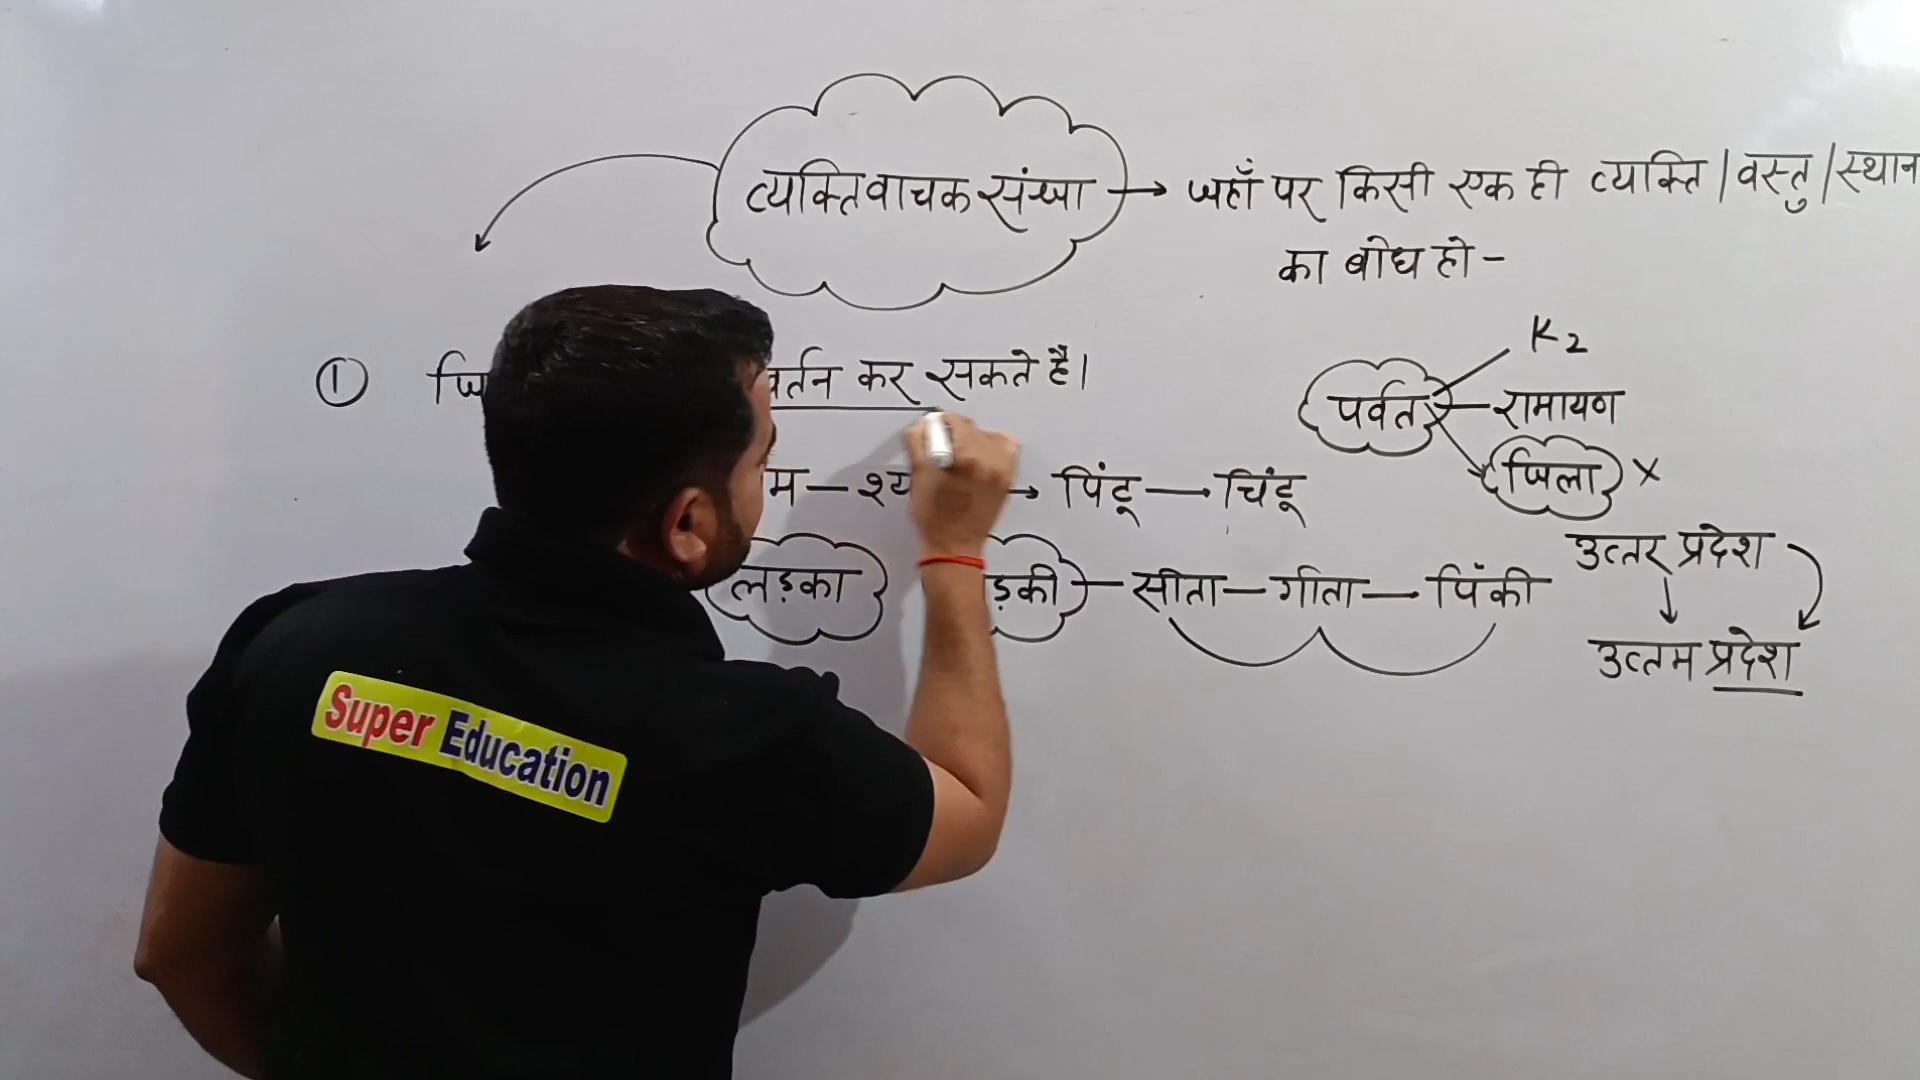 व्यक्तिवाचक संज्ञा → जहाँ पर किसी एक ही व्यक्ति | वस्तु | स्थान
का बोध हो -
K2
① वर्तन कर सकते है।
पर्वत — रामायण
जिला ×
म — श्य → पिंटू → चिंटू
उत्तर प्रदेश
लड़का ड़की — सीता — गीता — पिंकी
उत्तम प्रदेश
Super Education